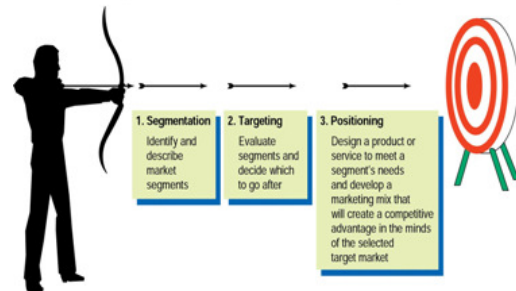 1. Segmentation
Identify and
describe
market
segments
2. Targeting
Evaluate
segments and
decide which
to go after
3. Positioning
Design a product or
service to meet a
segment's needs
and develop a
marketing mix that
will create a competitive
advantage in the minds
of the selected
target market